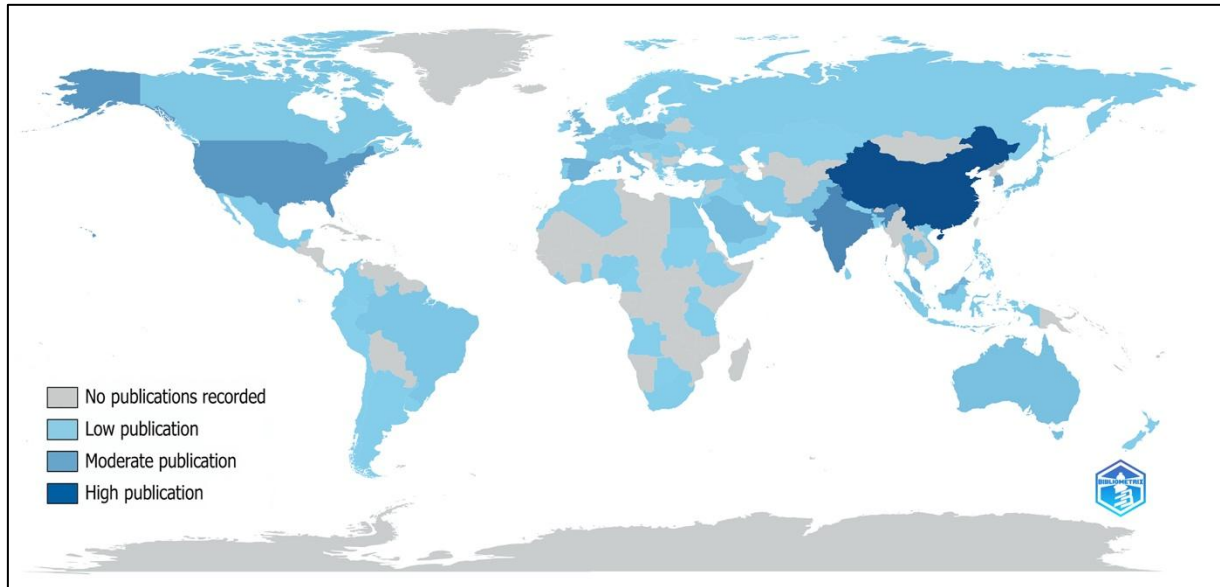 No publications recorded
Low publication
Moderate publication
High publication
BIBLIOMETRIX